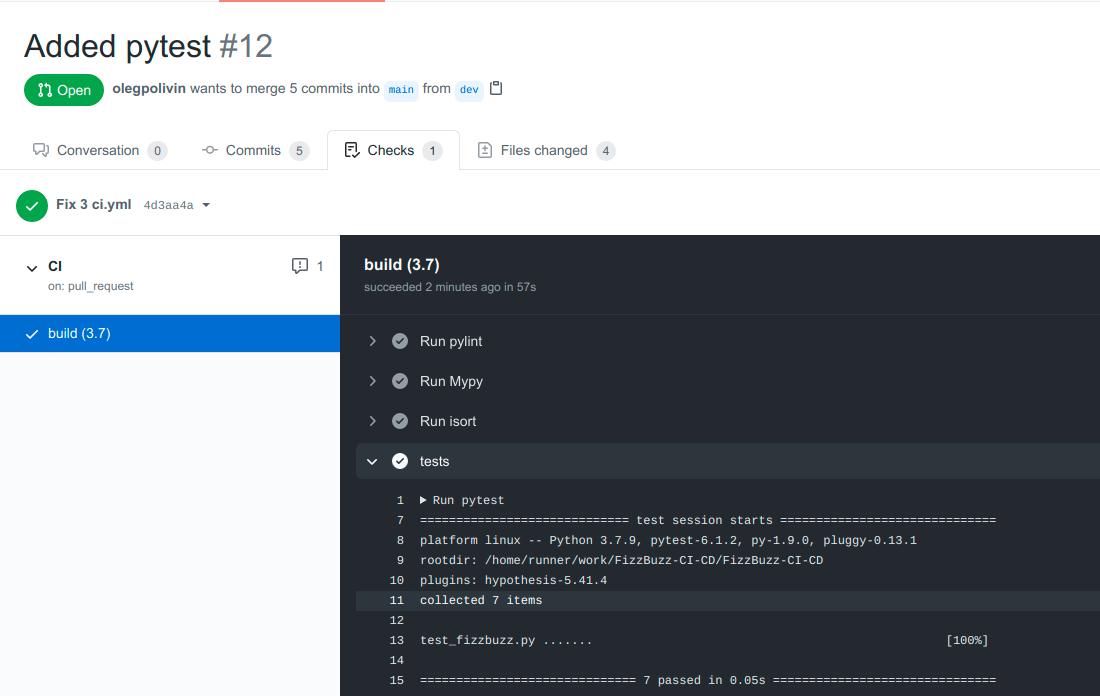 Added pytest #12
Open olegpolivin wants to merge 5 commits into main from dev
Conversation 0 Commits 5 Checks 1 Files changed 4
Fix 3 ci.yml 4d3aa4a
CI 1
on: pull_request
build (3.7)
build (3.7)
succeeded 2 minutes ago in 57s
Run pylint
Run Mypy
Run isort
tests
1 Run pytest
7 ============================= test session starts ==============================
8 platform linux -- Python 3.7.9, pytest-6.1.2, py-1.9.0, pluggy-0.13.1
9 rootdir: /home/runner/work/FizzBuzz-CI-CD/FizzBuzz-CI-CD
10 plugins: hypothesis-5.41.4
11 collected 7 items
12
13 test_fizzbuzz.py ....... [100%]
14
15 ============================== 7 passed in 0.05s ===============================